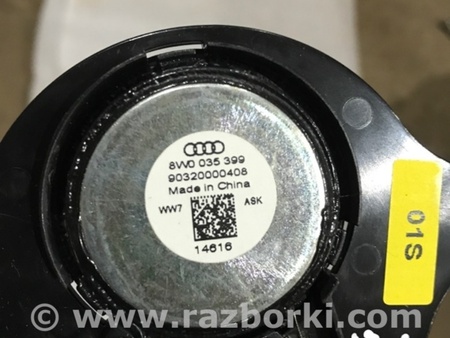 8W0 035 399
90320000408
Made in China
WW7 ASK
14616
01S
© www.razborki.com